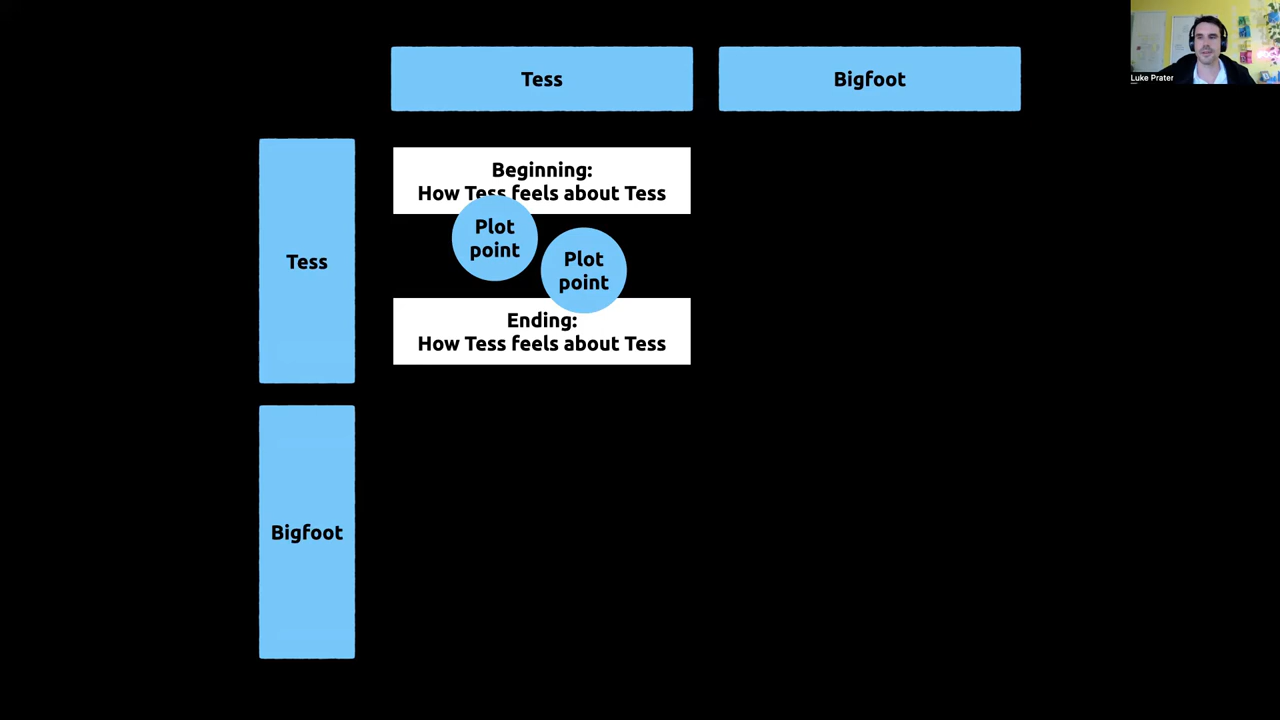 Tess
Bigfoot
Luke Prater
Tess
Beginning:
How Tess feels about Tess
Plot
point
Plot
point
Ending:
How Tess feels about Tess
Bigfoot